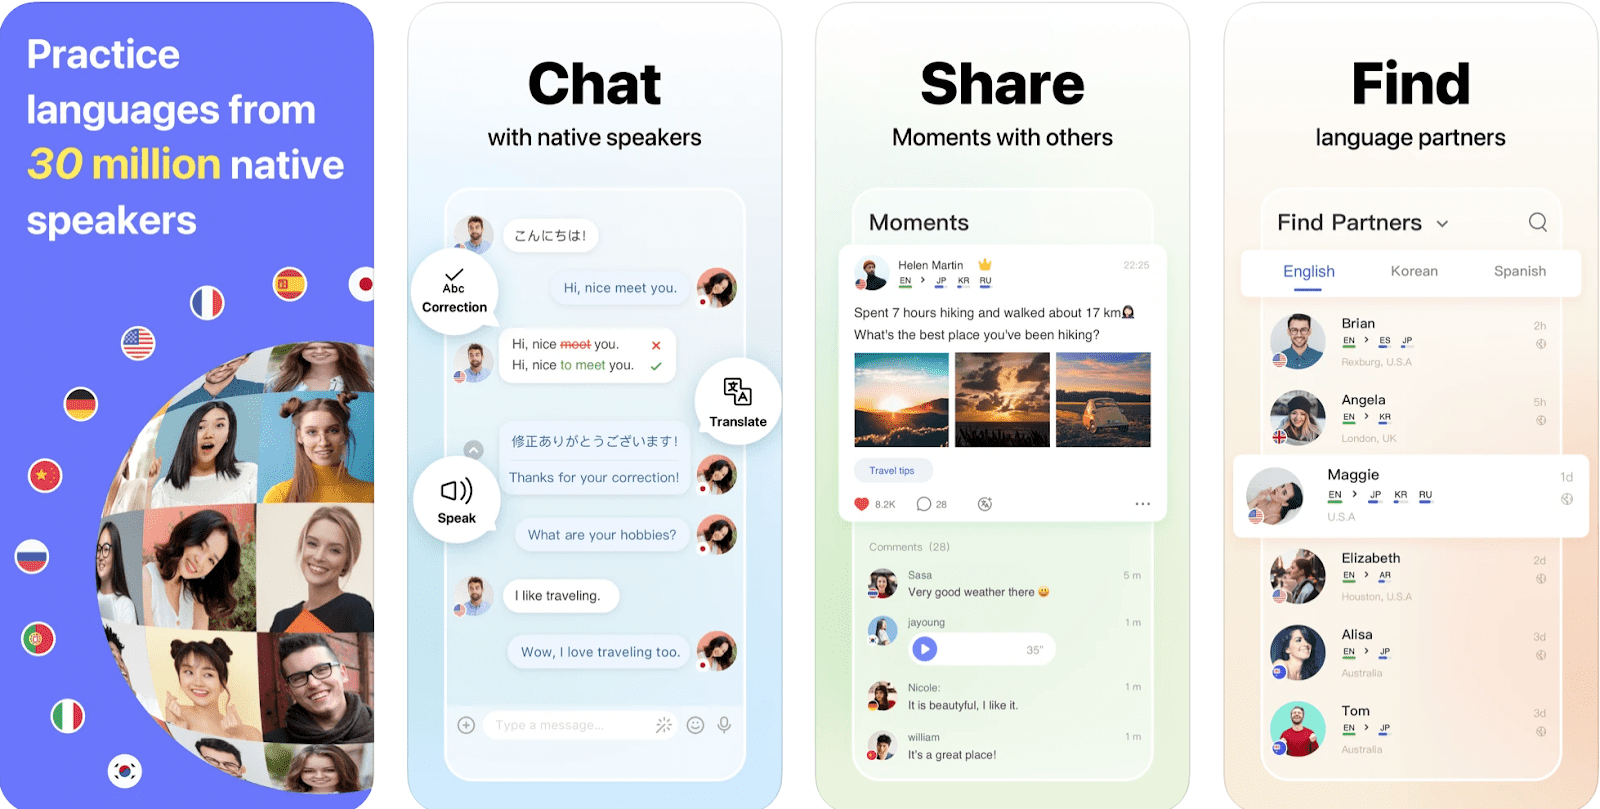 Practice
languages from
30 million native
speakers
Chat
with native speakers
こんにちは!
Abc
Correction
Hi, nice meet you.
Hi, nice meet you.
Hi, nice to meet you.
Translate
修正ありがとうございます!
Thanks for your correction!
Speak
What are your hobbies?
I like traveling.
Wow, I love traveling too.
Type a message...
Share
Moments with others
Moments
Helen Martin 22:25
EN > JP KR RU
Spent 7 hours hiking and walked about 17 km
What's the best place you've been hiking?
Travel tips
8.2K 28
Comments (28)
Sasa 5 m
Very good weather there
jayoung 1 m
35"
Nicole: 1 m
It is beautyful, I like it.
william 1 m
It's a great place!
Find
language partners
Find Partners
English Korean Spanish
Brian 2h
EN > ES JP
Rexburg, U.S.A
Angela 5h
EN > KR
London, UK
Maggie 1d
EN > JP KR RU
U.S.A
Elizabeth 2d
EN > AR
Houston, U.S.A
Alisa 3d
EN > JP
Australia
Tom 3d
EN > JP
Australia